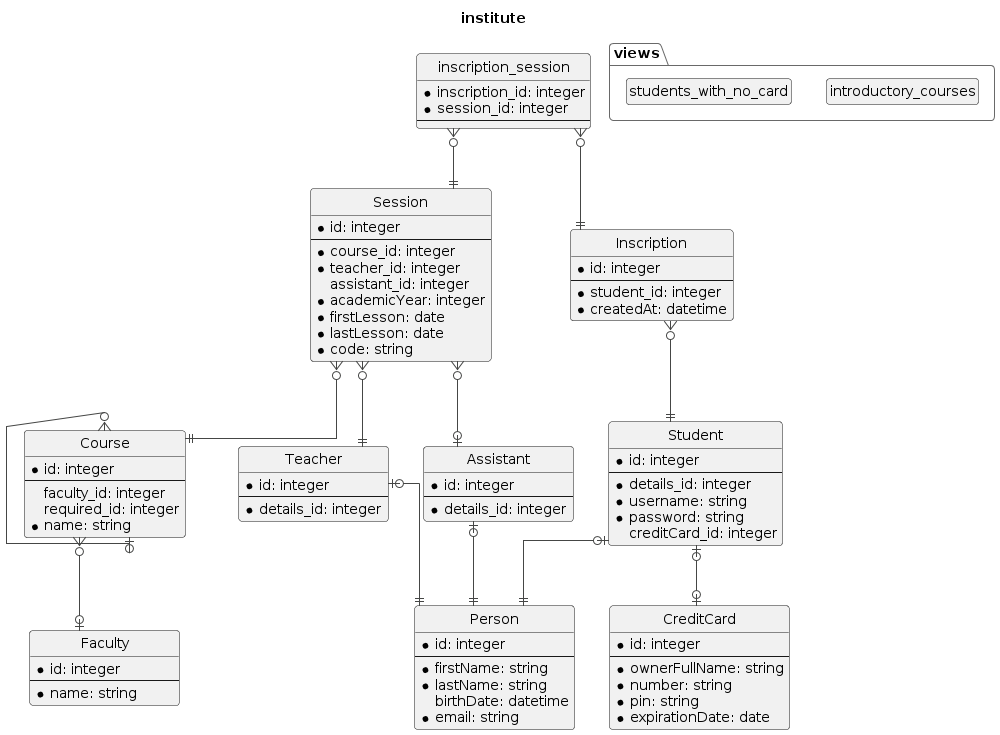 institute
inscription_session
inscription_id: integer
session_id: integer
views
students_with_no_card
introductory_courses
Session
id: integer
course_id: integer
teacher_id: integer
assistant_id: integer
academicYear: integer
firstLesson: date
lastLesson: date
code: string
Inscription
id: integer
student_id: integer
createdAt: datetime
Course
id: integer
faculty_id: integer
required_id: integer
name: string
Teacher
id: integer
details_id: integer
Assistant
id: integer
details_id: integer
Student
id: integer
details_id: integer
username: string
password: string
creditCard_id: integer
Faculty
id: integer
name: string
Person
id: integer
firstName: string
lastName: string
birthDate: datetime
email: string
CreditCard
id: integer
ownerFullName: string
number: string
pin: string
expirationDate: date